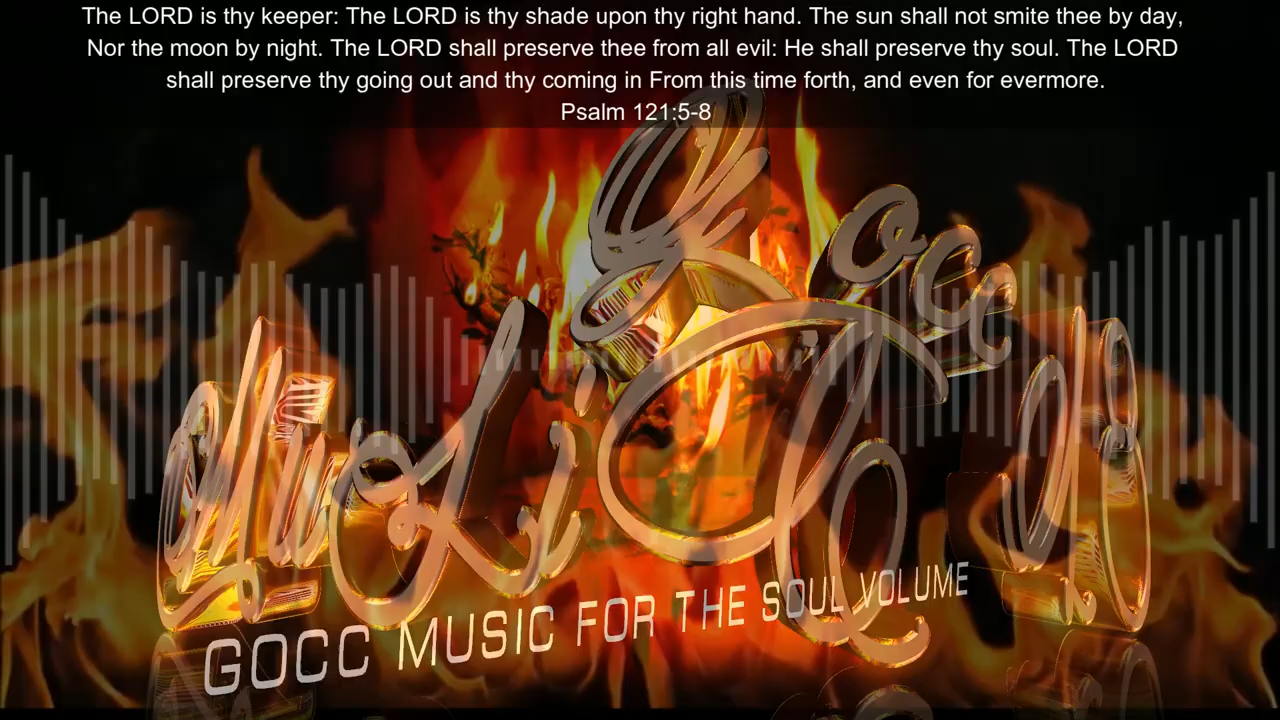 The LORD is thy keeper: The LORD is thy shade upon thy right hand. The sun shall not smite thee by day,
Nor the moon by night. The LORD shall preserve thee from all evil: He shall preserve thy soul. The LORD
shall preserve thy going out and thy coming in From this time forth, and even for evermore.
Psalm 121:5-8
Gocc
GOCC MUSIC FOR THE SOUL VOLUME